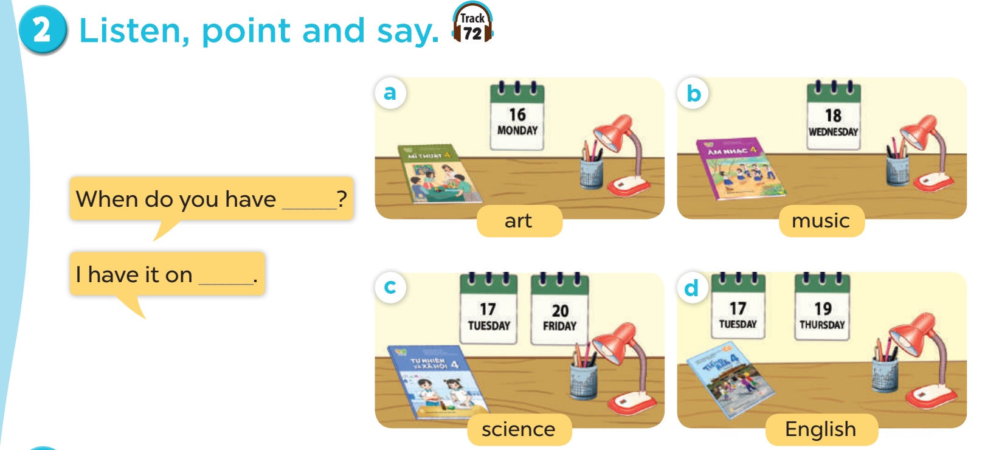 2 Listen, point and say. Track 72
When do you have ______?
I have it on ______.
a
16
MONDAY
MĨ THUẬT 4
art
b
18
WEDNESDAY
ÂM NHẠC 4
music
c
17
TUESDAY
20
FRIDAY
TỰ NHIÊN
VÀ XÃ HỘI 4
science
d
17
TUESDAY
19
THURSDAY
Tiếng
Anh 4
English